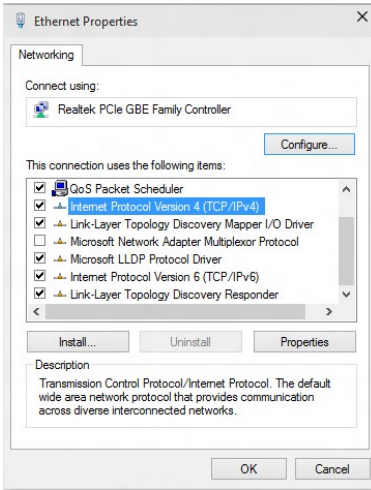 Ethernet Properties
Networking
Connect using:
Realtek PCIe GBE Family Controller
Configure...
This connection uses the following items:
QoS Packet Scheduler
Internet Protocol Version 4 (TCP/IPv4)
Link-Layer Topology Discovery Mapper I/O Driver
Microsoft Network Adapter Multiplexor Protocol
Microsoft LLDP Protocol Driver
Internet Protocol Version 6 (TCP/IPv6)
Link-Layer Topology Discovery Responder
Install... Uninstall Properties
Description
Transmission Control Protocol/Internet Protocol. The default
wide area network protocol that provides communication
across diverse interconnected networks.
OK Cancel